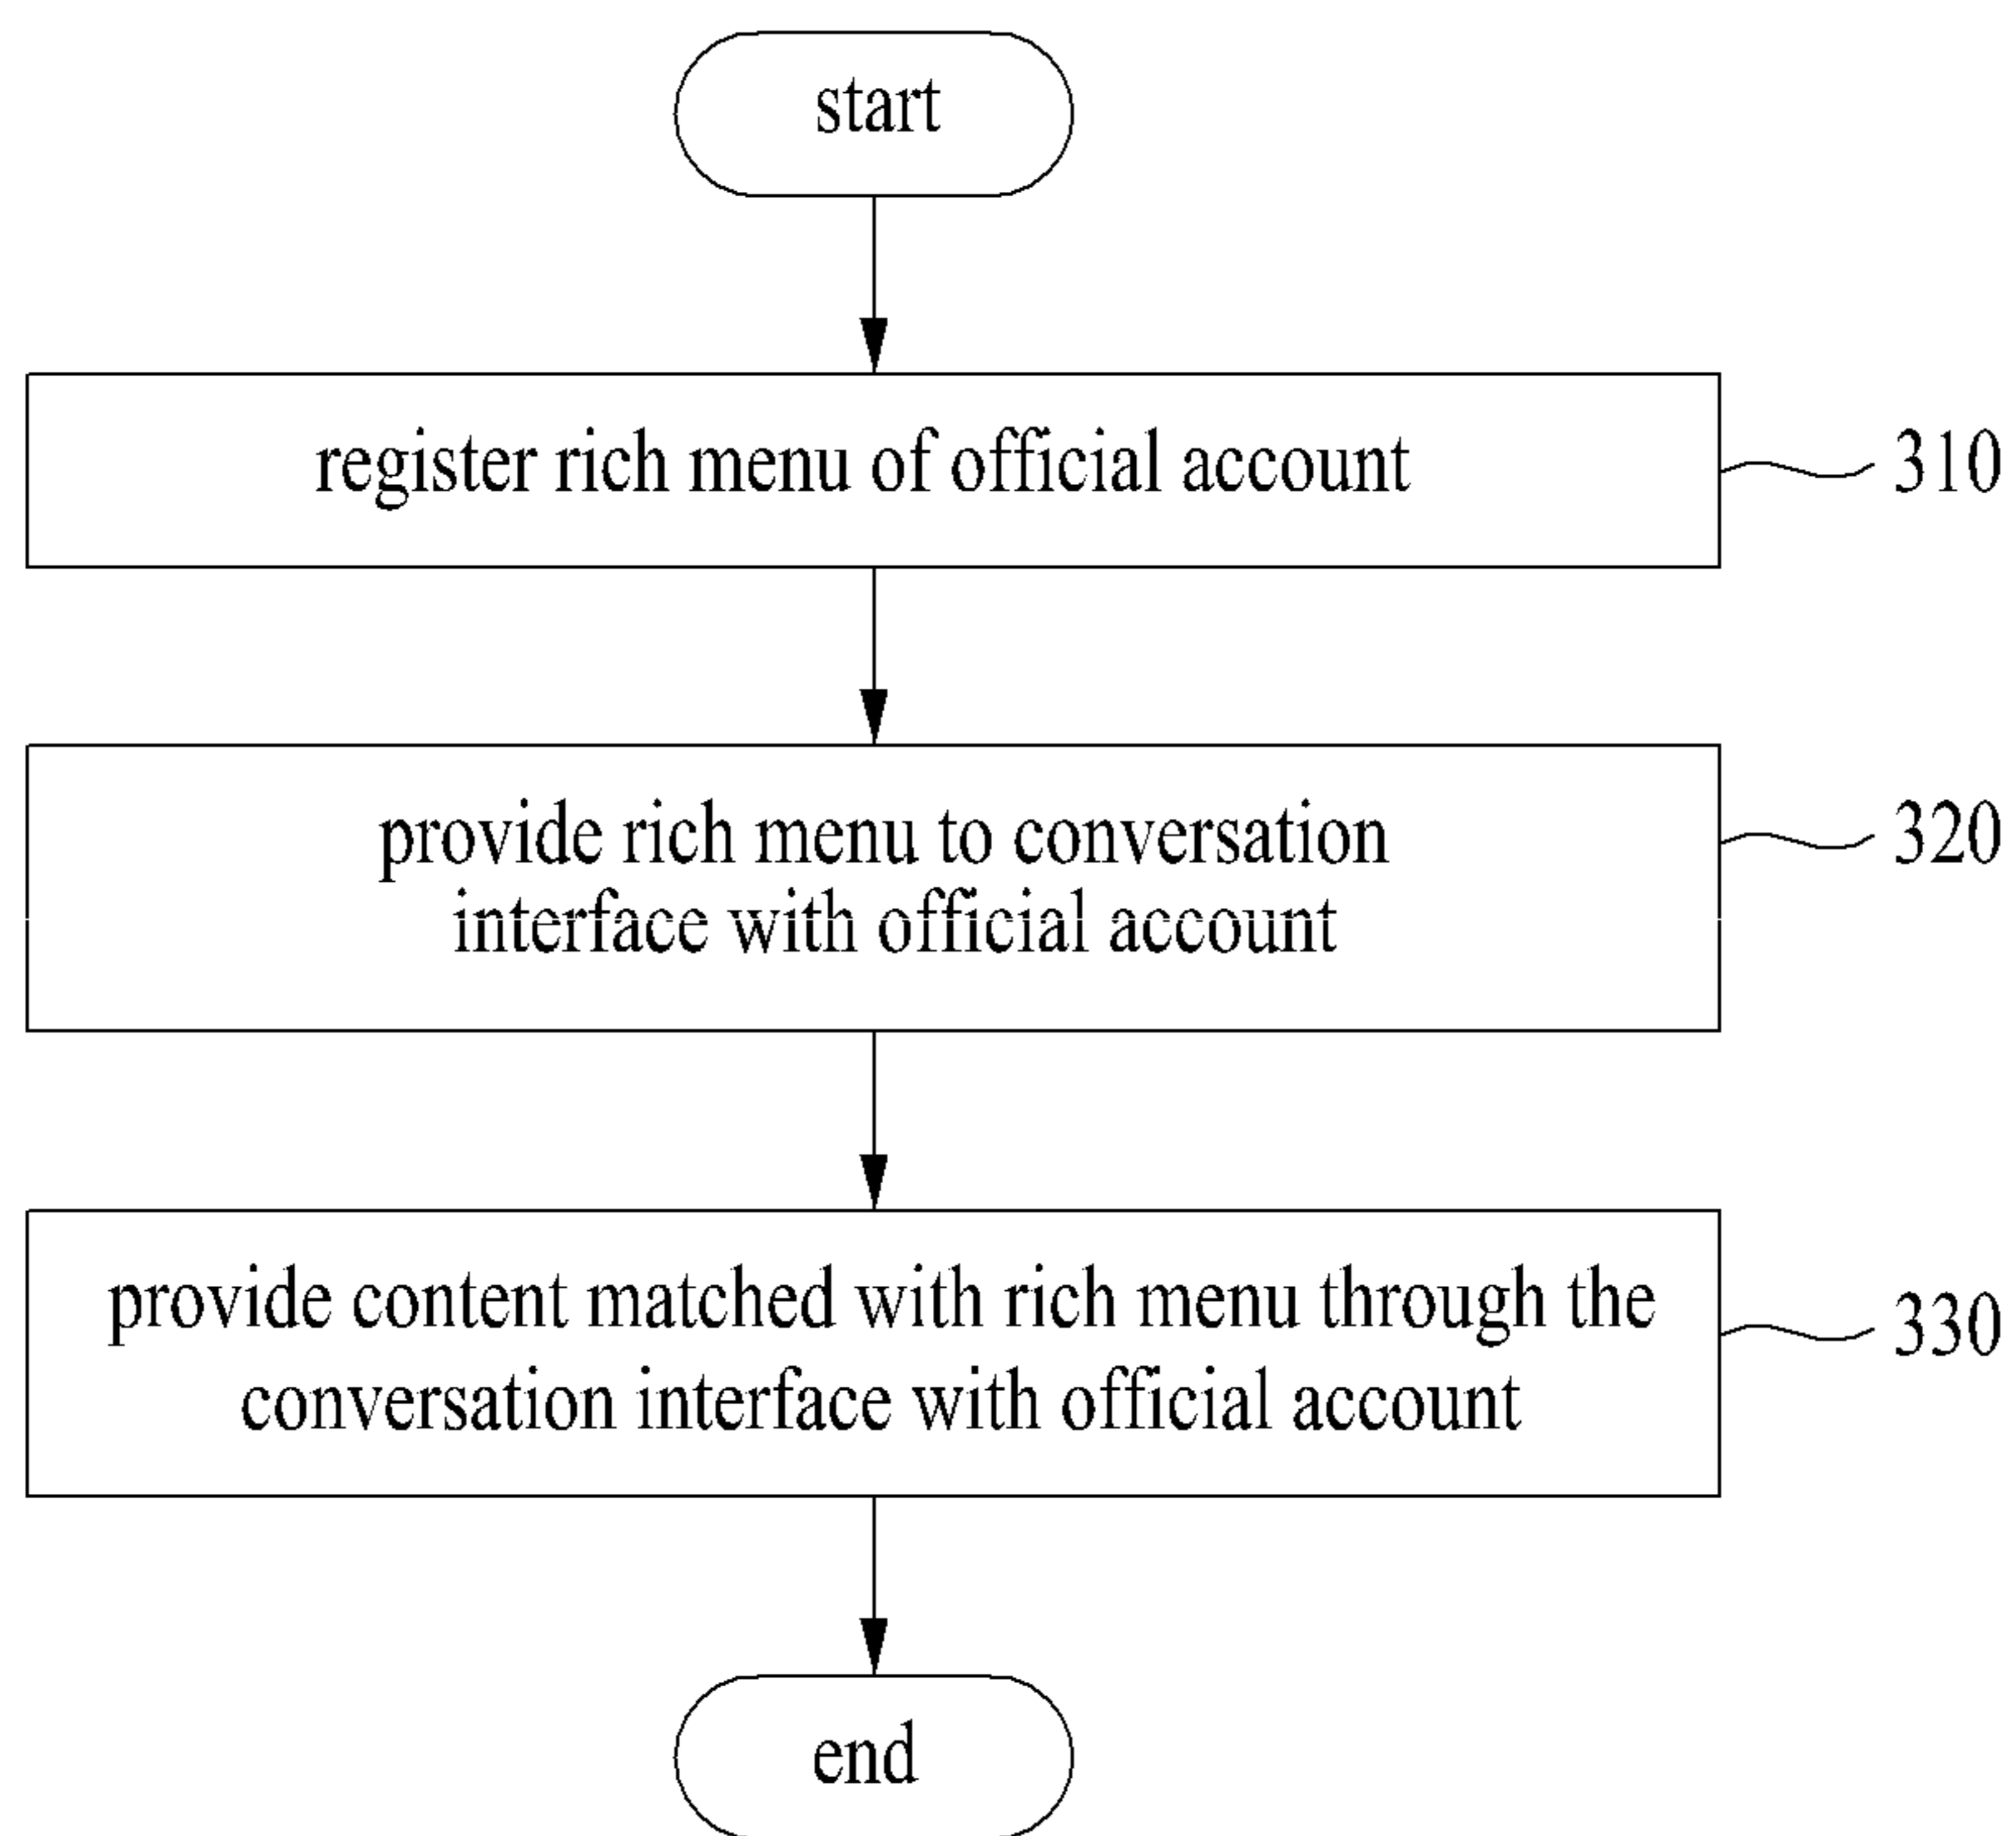 start
register rich menu of official account
310
provide rich menu to conversation
interface with official account
320
provide content matched with rich menu through the
conversation interface with official account
330
end